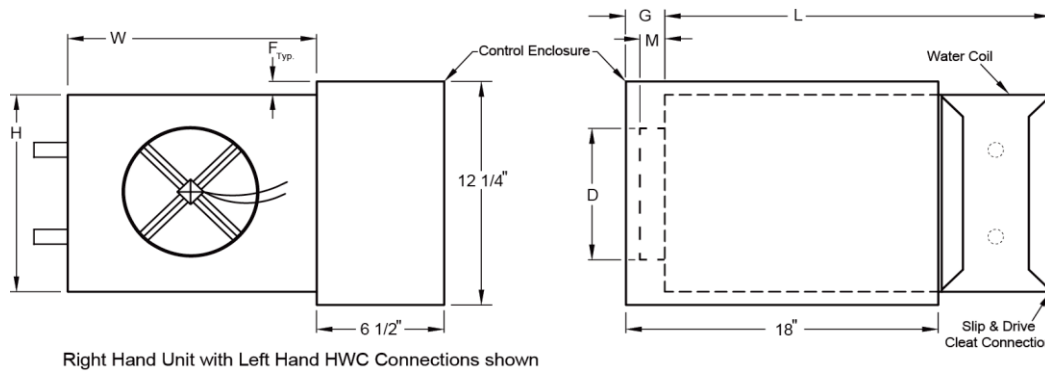 W
F Typ.
H
Control Enclosure
12 1/4"
6 1/2"
G
L
M
Water Coil
D
18"
Slip & Drive
Cleat Connection
Right Hand Unit with Left Hand HWC Connections shown